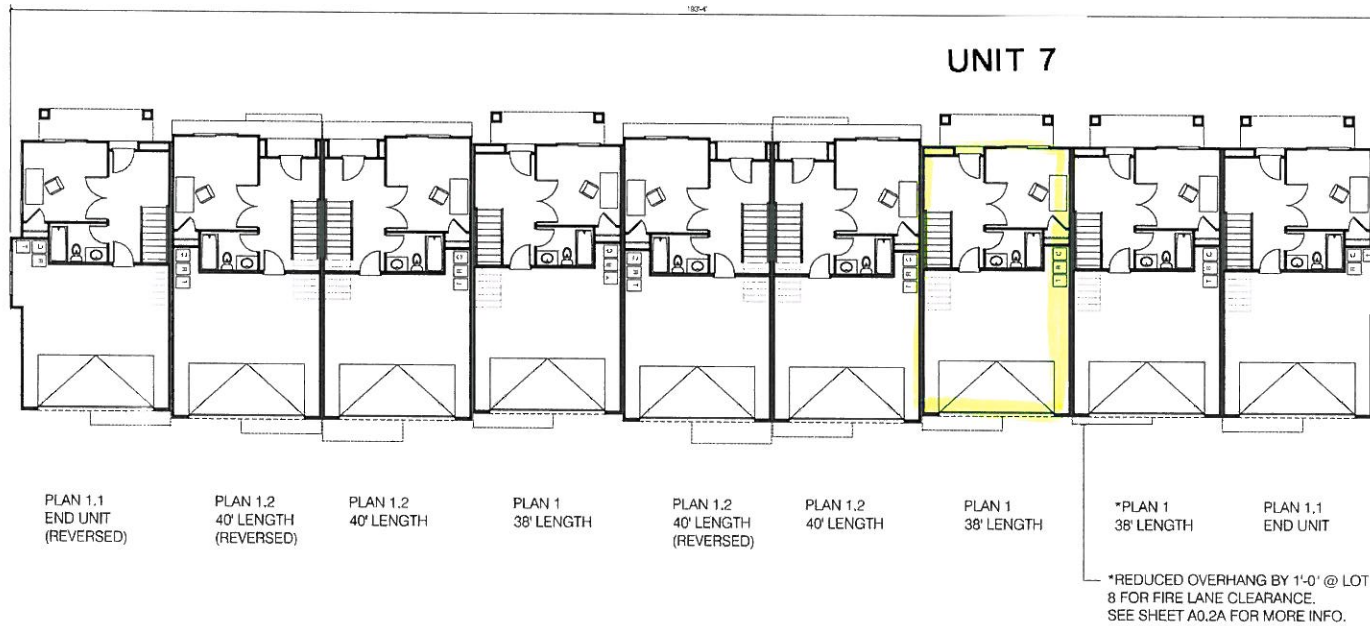 UNIT 7
PLAN 1.1
END UNIT
(REVERSED)
PLAN 1.2
40' LENGTH
(REVERSED)
PLAN 1.2
40' LENGTH
PLAN 1
38' LENGTH
PLAN 1.2
40' LENGTH
(REVERSED)
PLAN 1.2
40' LENGTH
PLAN 1
38' LENGTH
*PLAN 1
38' LENGTH
PLAN 1.1
END UNIT
*REDUCED OVERHANG BY 1'-0" @ LOT
8 FOR FIRE LANE CLEARANCE.
SEE SHEET A0.2A FOR MORE INFO.